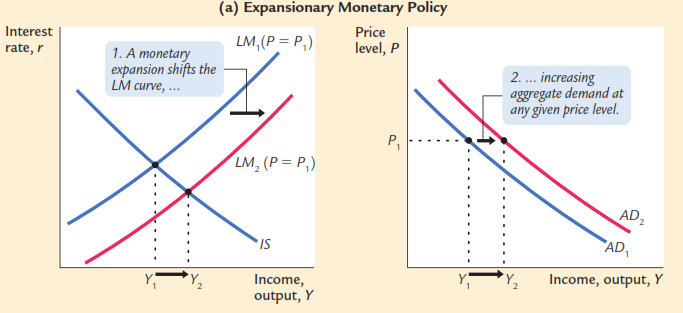 (a) Expansionary Monetary Policy
Interest
rate, r
LM₁(P = P₁)
1. A monetary
expansion shifts the
LM curve, ...
LM₂ (P = P₁)
IS
Y₁
Y₂
Income,
output, Y
Price
level, P
2. ... increasing
aggregate demand at
any given price level.
P₁
AD₂
AD₁
Y₁
Y₂
Income, output, Y